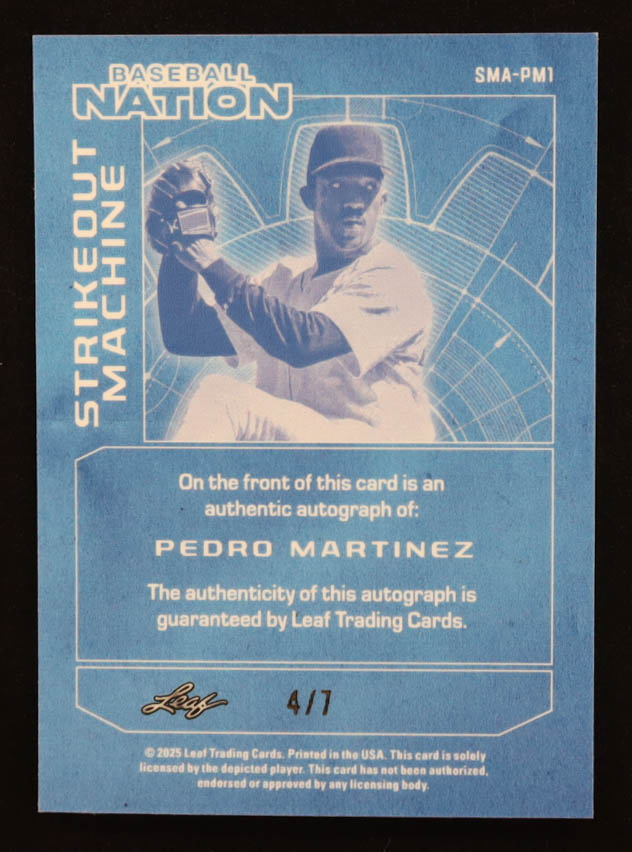 BASEBALL
NATION
SMA-PM1
STRIKEOUT
MACHINE
On the front of this card is an
authentic autograph of:
PEDRO MARTINEZ
The authenticity of this autograph is
guaranteed by Leaf Trading Cards.
Leaf
4/7
© 2025 Leaf Trading Cards. Printed in the USA. This card is solely
licensed by the depicted player. This card has not been authorized,
endorsed or approved by any licensing body.